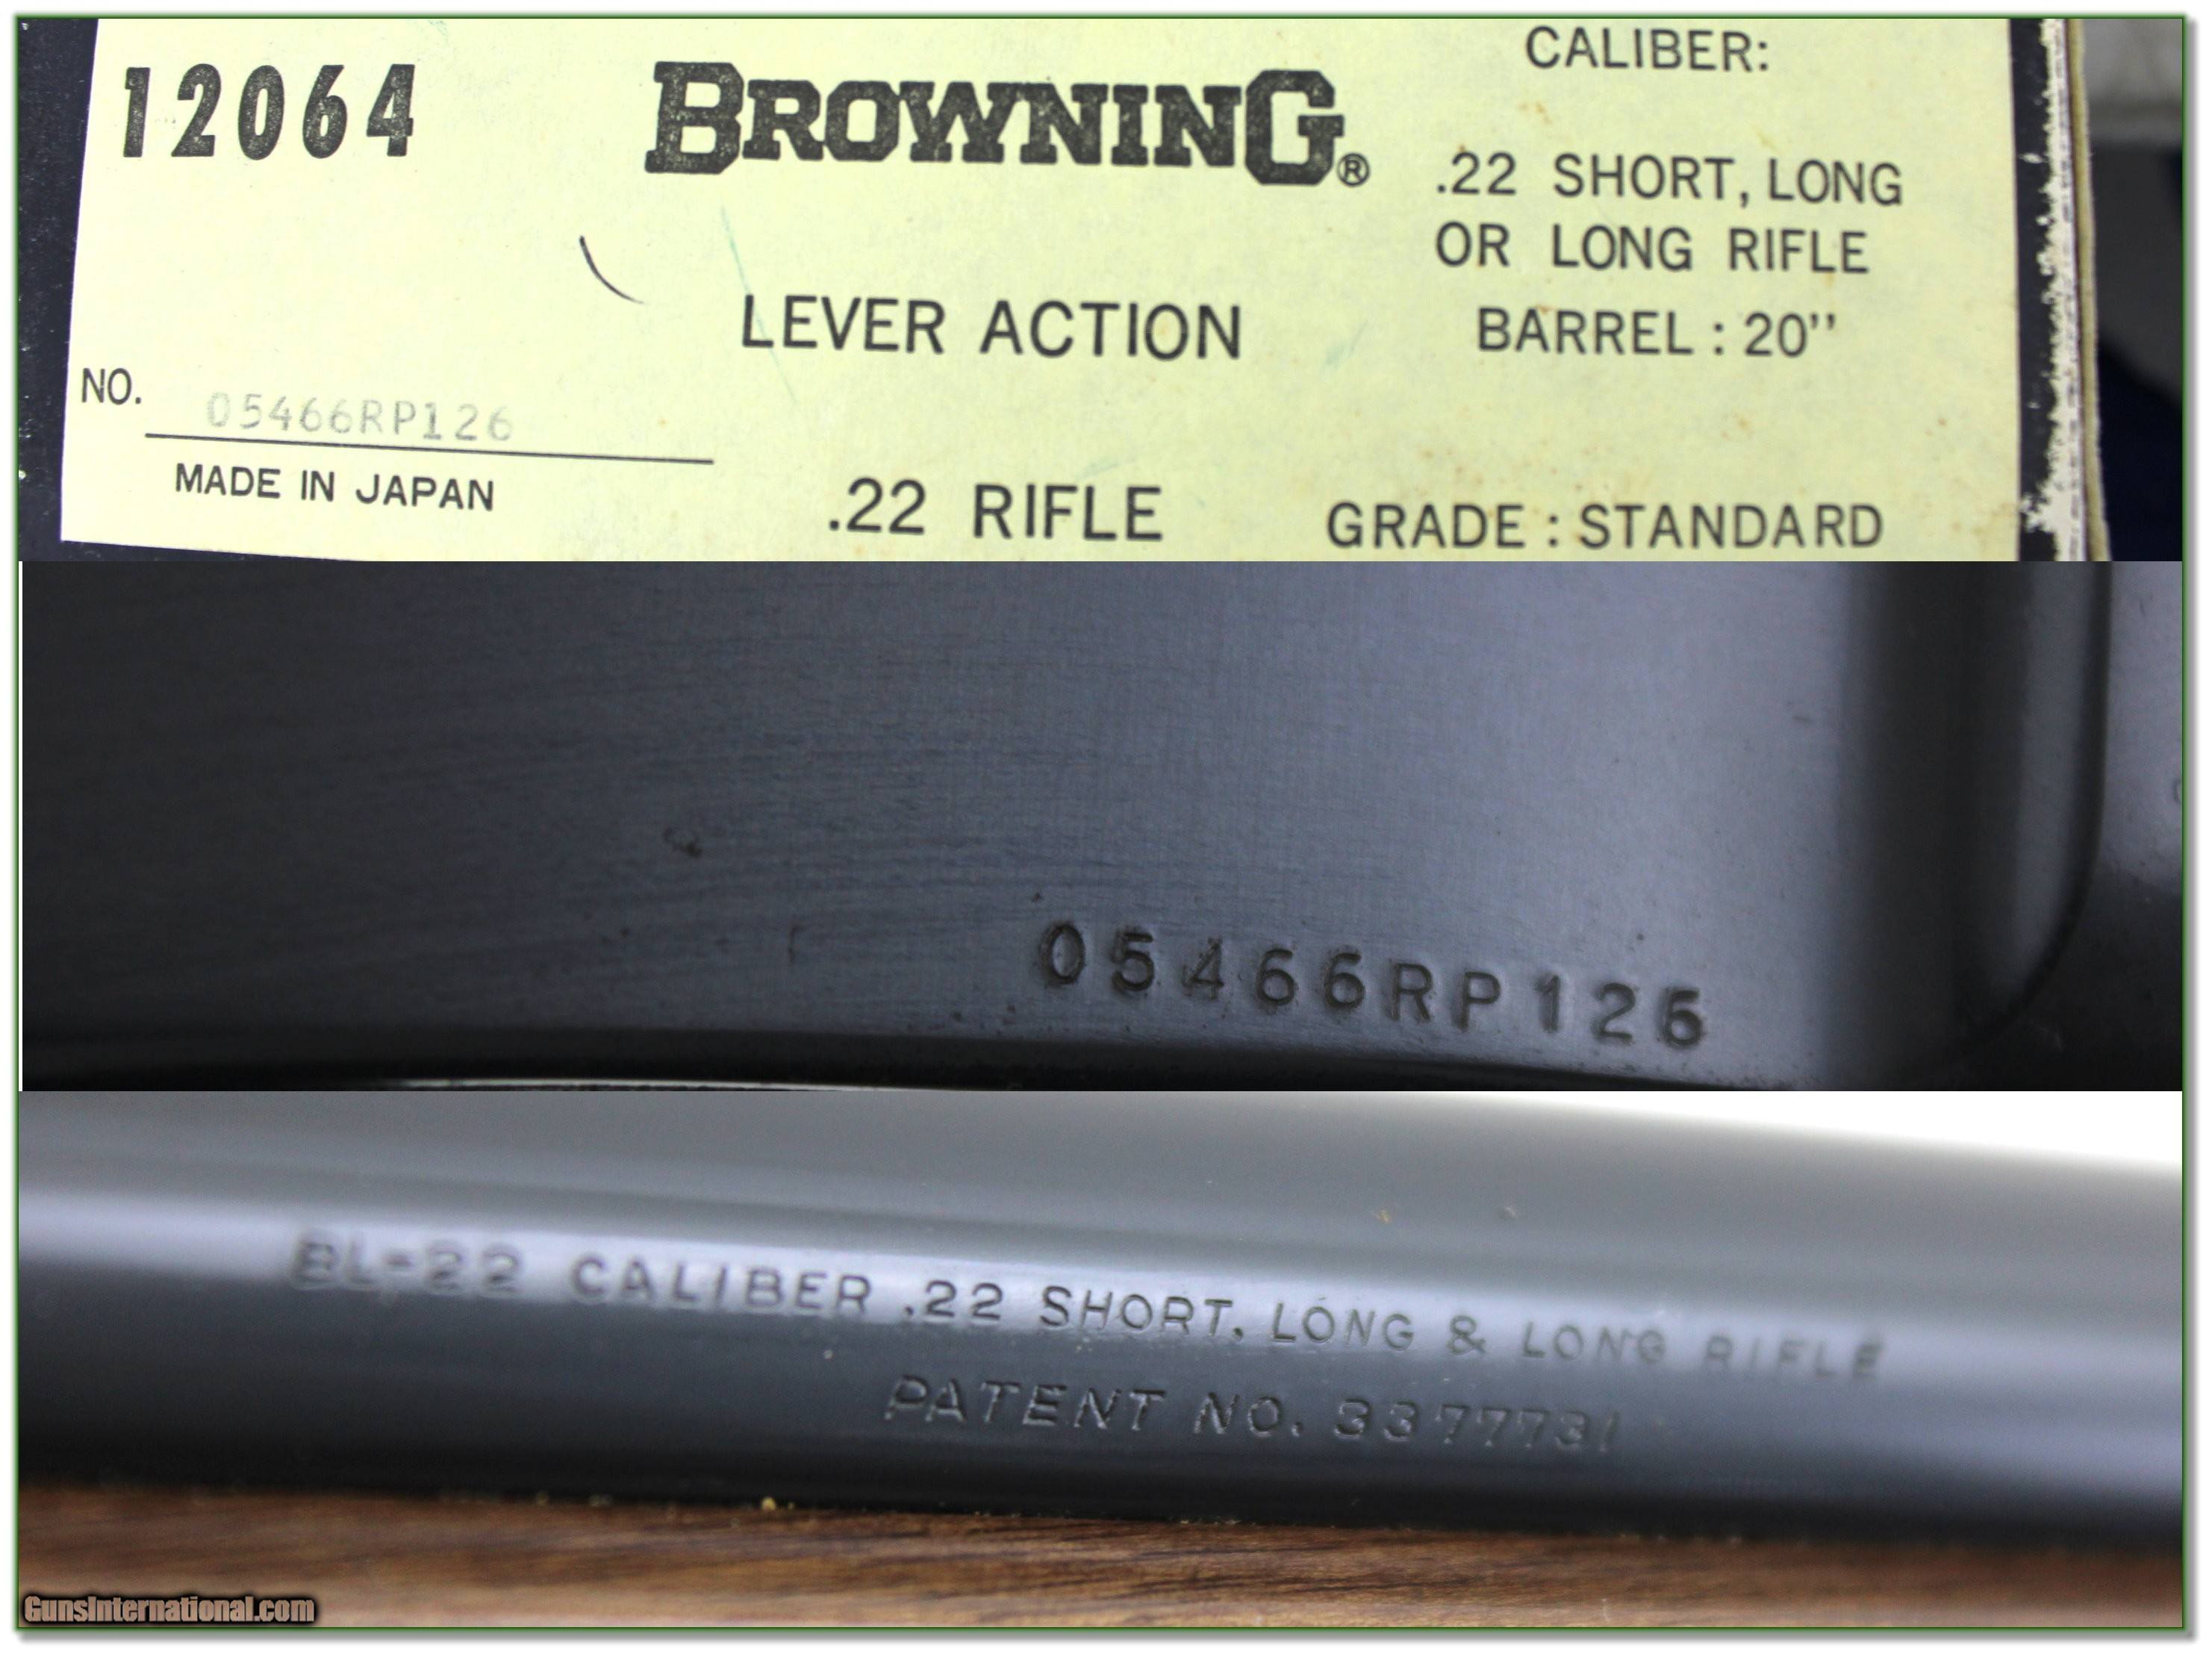 12064
BROWNING®
CALIBER:
.22 SHORT, LONG
OR LONG RIFLE
LEVER ACTION
BARREL : 20"
NO. 05466RP126
MADE IN JAPAN
.22 RIFLE
GRADE : STANDARD
05466RP126
BL-22 CALIBER .22 SHORT, LONG & LONG RIFLE
PATENT NO. 3377731
GunsInternational.com